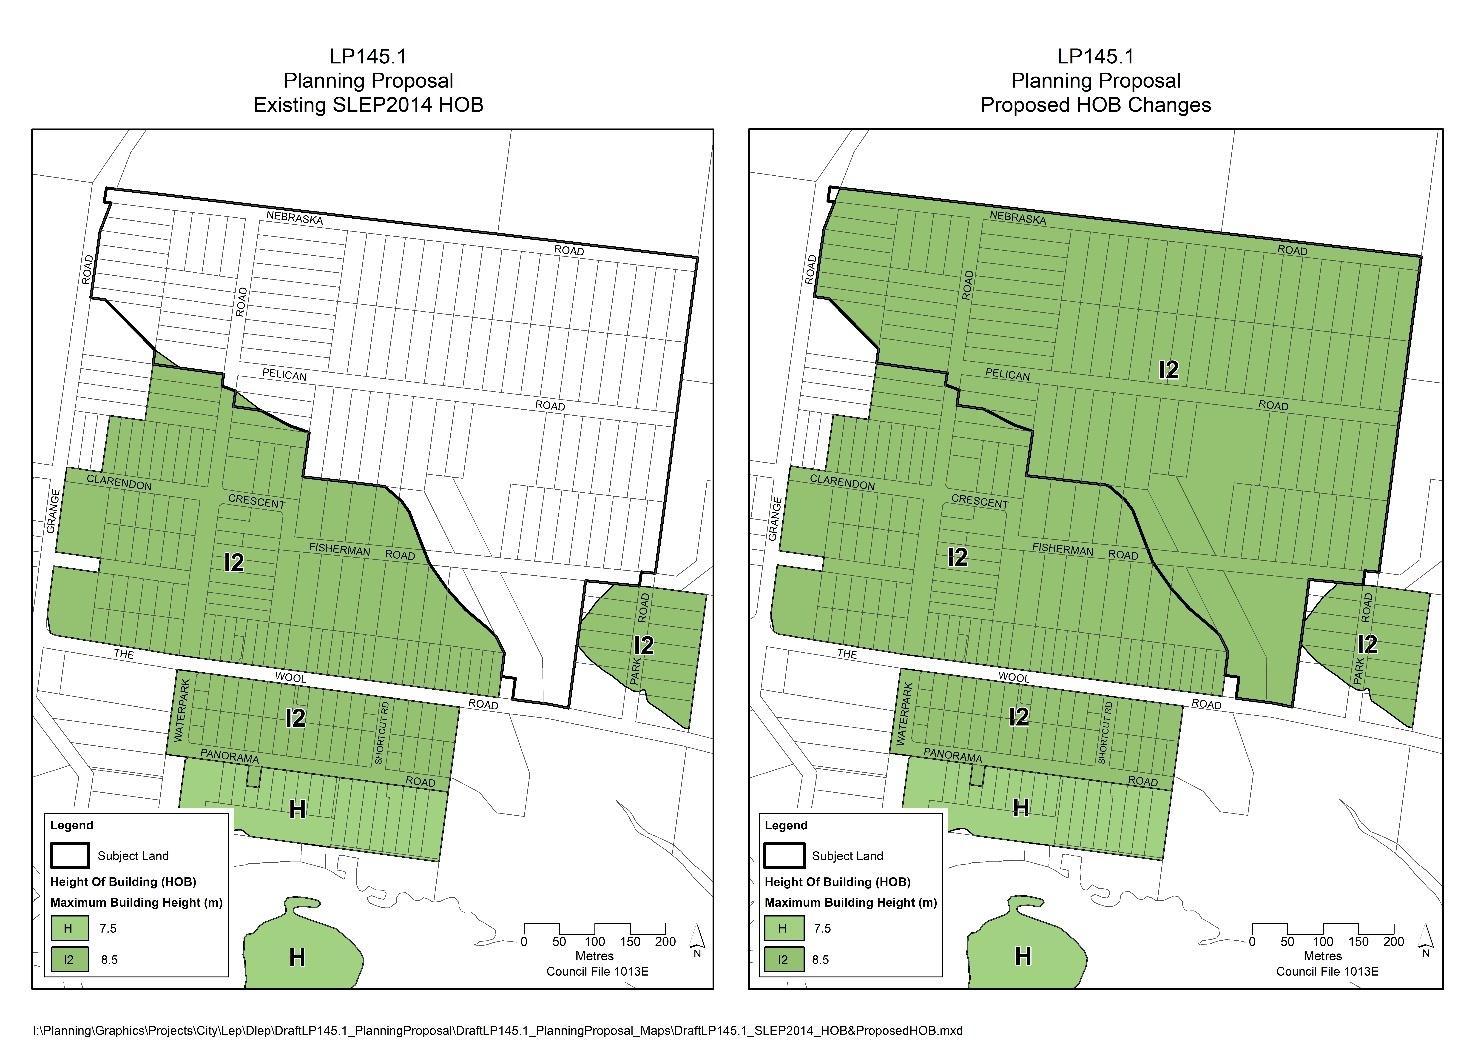 LP145.1
Planning Proposal
Existing SLEP2014 HOB
NEBRASKA
ROAD
ROAD
ROAD
PELICAN
ROAD
CLARENDON
CRESCENT
GRANGE
FISHERMAN ROAD
I2
ROAD
I2
PARK
THE
WOOL
ROAD
WATERPARK
I2
SHORTCUT RD
PANORAMA
ROAD
H
Legend
Subject Land
Height Of Building (HOB)
Maximum Building Height (m)
H 7.5
I2 8.5
H
0 50 100 150 200
Metres
Council File 1013E
N
LP145.1
Planning Proposal
Proposed HOB Changes
NEBRASKA
ROAD
ROAD
ROAD
I2
PELICAN
ROAD
CLARENDON
CRESCENT
GRANGE
FISHERMAN ROAD
I2
ROAD
I2
PARK
THE
WOOL
ROAD
WATERPARK
I2
SHORTCUT RD
PANORAMA
ROAD
H
Legend
Subject Land
Height Of Building (HOB)
Maximum Building Height (m)
H 7.5
I2 8.5
H
0 50 100 150 200
Metres
Council File 1013E
N
I:\Planning\Graphics\Projects\City\Lep\Dlep\DraftLP145.1_PlanningProposal\DraftLP145.1_PlanningProposal_Maps\DraftLP145.1_SLEP2014_HOB&ProposedHOB.mxd